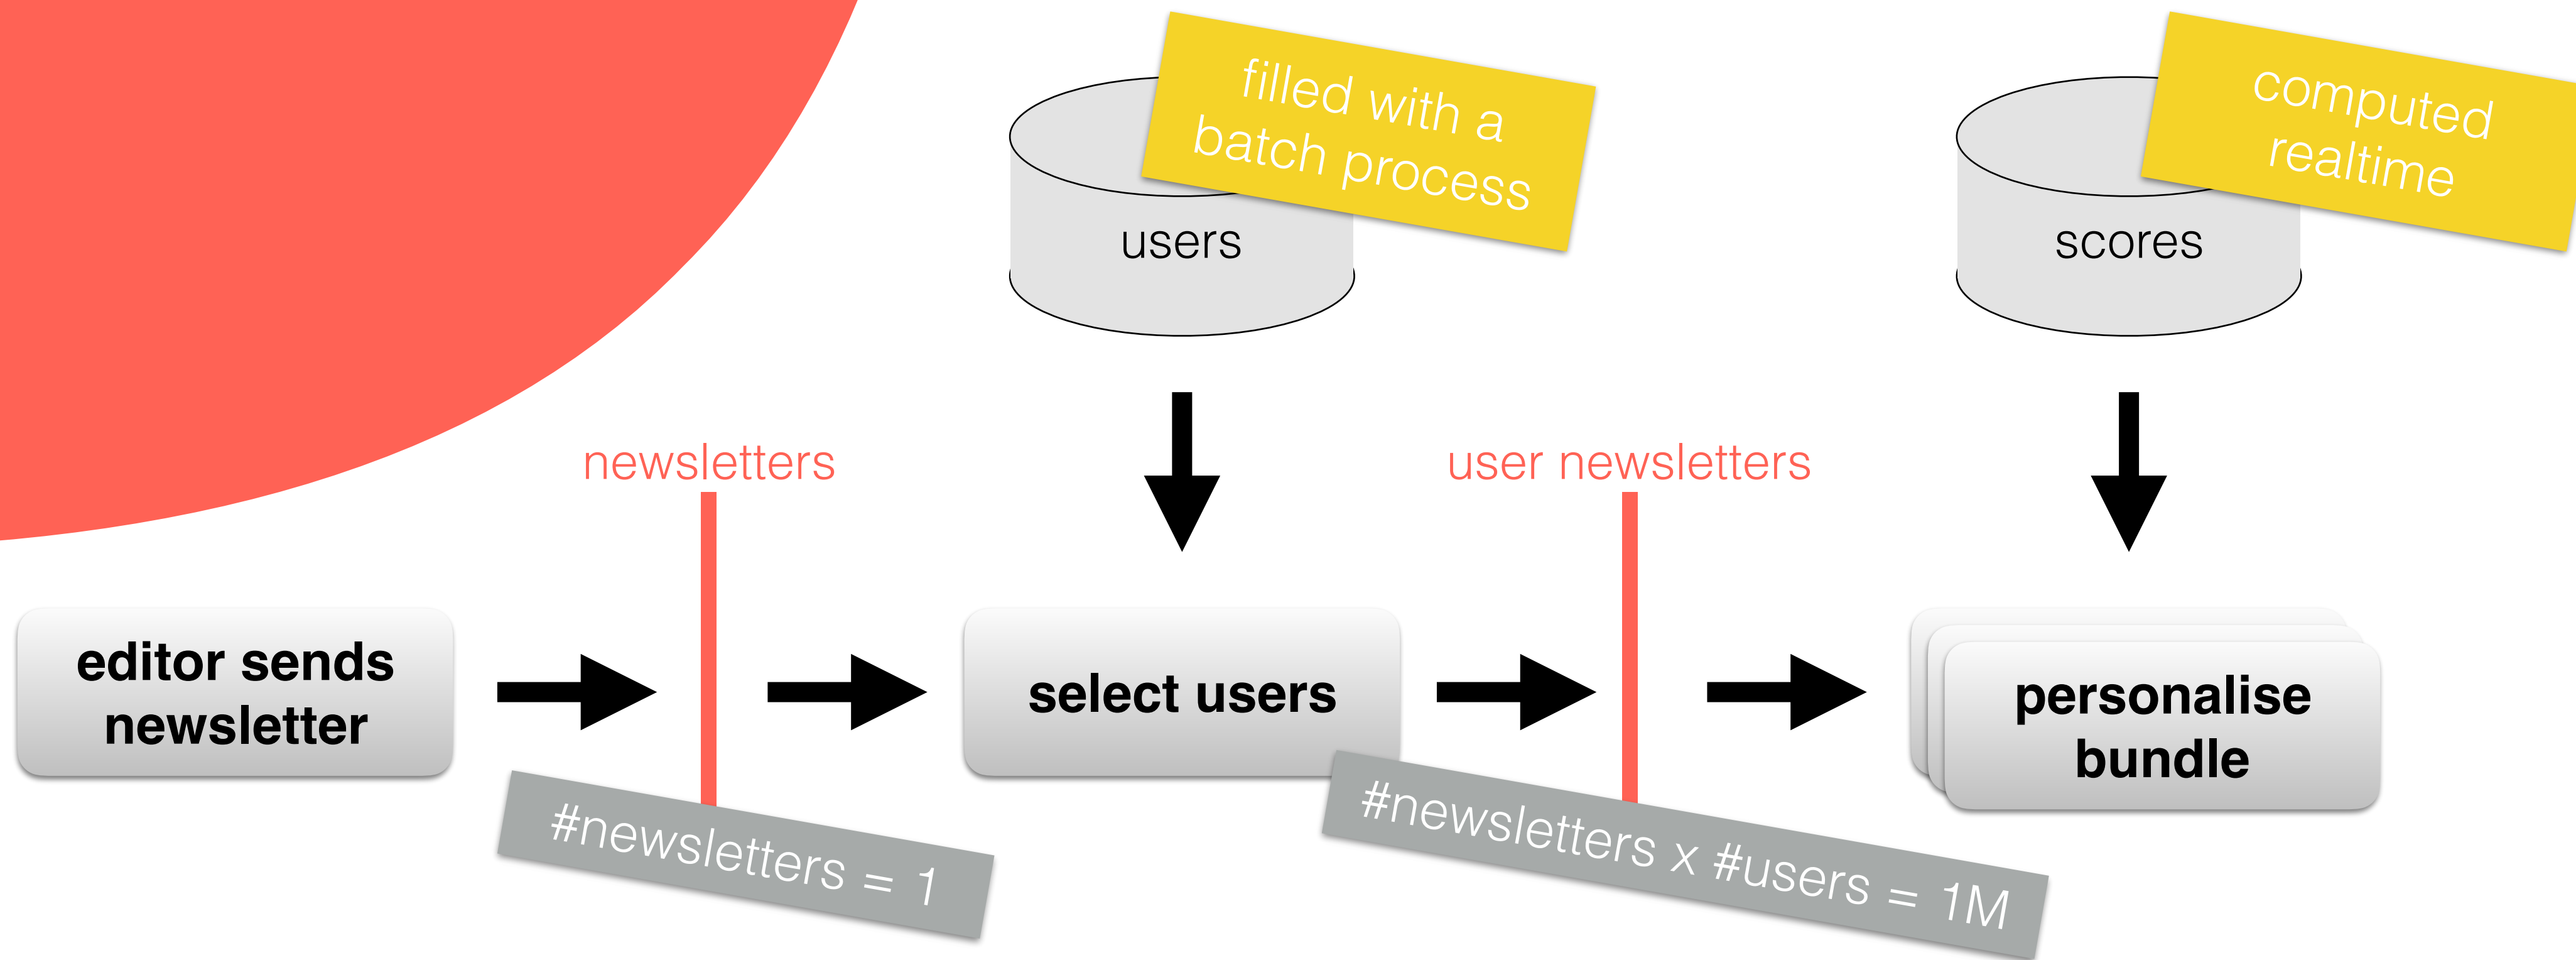 filled with a
batch process
users
computed
realtime
scores
newsletters
user newsletters
editor sends
newsletter
select users
personalise
bundle
#newsletters = 1
#newsletters x #users = 1M